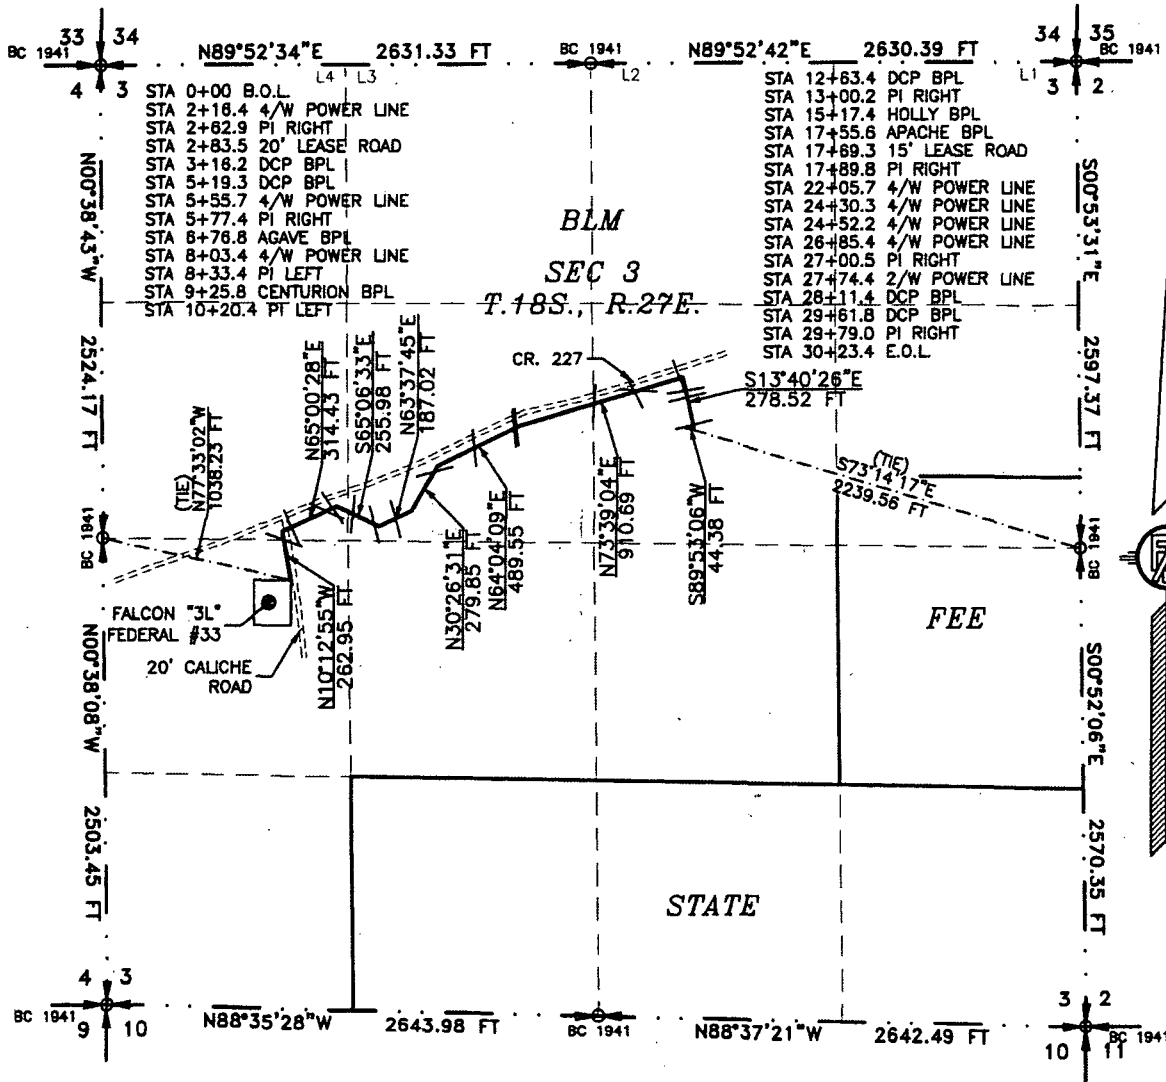 33 34
34 35
BC 1941
N89°52'34"E 2631.33 FT
BC 1941
N89°52'42"E 2630.39 FT
BC 1941
L4 L3
L2
L1
4 3
3 2
STA 0+00 B.O.L.
STA 2+16.4 4/W POWER LINE
STA 2+62.9 PI RIGHT
STA 2+83.5 20' LEASE ROAD
STA 3+16.2 DCP BPL
STA 5+19.3 DCP BPL
STA 5+55.7 4/W POWER LINE
STA 5+77.4 PI RIGHT
STA 6+76.8 AGAVE BPL
STA 8+03.4 4/W POWER LINE
STA 8+33.4 PI LEFT
STA 9+25.8 CENTURION BPL
STA 10+20.4 PI LEFT
STA 12+63.4 DCP BPL
STA 13+00.2 PI RIGHT
STA 15+17.4 HOLLY BPL
STA 17+55.6 APACHE BPL
STA 17+69.3 15' LEASE ROAD
STA 17+89.8 PI RIGHT
STA 22+05.7 4/W POWER LINE
STA 24+30.3 4/W POWER LINE
STA 24+52.2 4/W POWER LINE
STA 26+85.4 4/W POWER LINE
STA 27+00.5 PI RIGHT
STA 27+74.4 2/W POWER LINE
STA 28+11.4 DCP BPL
STA 29+61.8 DCP BPL
STA 29+79.0 PI RIGHT
STA 30+23.4 E.O.L.
BLM
SEC 3
T.18S., R.27E.
N00°38'43"W 2524.17 FT
S00°53'31"E 2597.37 FT
CR. 227
(TIE)
N77°33'02"W
1038.23 FT
N65°00'28"E
314.43 FT
S65°06'33"E
255.98 FT
N63°37'45"E
187.02 FT
S13°40'26"E
278.52 FT
(TIE)
S73°14'17"E
2239.56 FT
BC 1941
BC 1941
N10°12'55"W
262.95 FT
N30°26'31"E
279.85 FT
N64°04'09"E
489.55 FT
N73°39'04"E
910.69 FT
S89°53'06"W
44.38 FT
FALCON "3L"
FEDERAL #33
20' CALICHE
ROAD
FEE
N00°38'08"W 2503.45 FT
S00°52'06"E 2570.35 FT
STATE
4 3
3 2
BC 1941
N88°35'28"W 2643.98 FT
BC 1941
N88°37'21"W 2642.49 FT
BC 1941
9 10
10 11